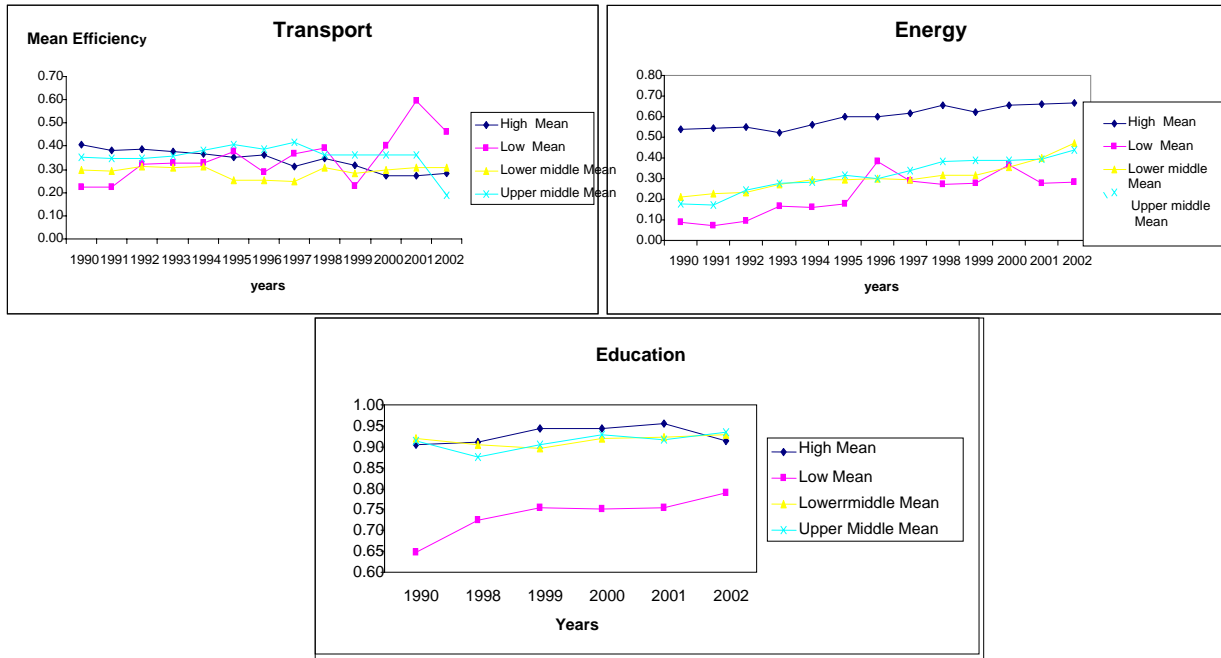 Transport
Mean Efficiency
0.70
0.60
0.50
0.40
0.30
0.20
0.10
0.00
1990 1991 1992 1993 1994 1995 1996 1997 1998 1999 2000 2001 2002
years
High Mean
Low Mean
Lower middle Mean
Upper middle Mean
Energy
0.80
0.70
0.60
0.50
0.40
0.30
0.20
0.10
0.00
1990 1991 1992 1993 1994 1995 1996 1997 1998 1999 2000 2001 2002
years
High Mean
Low Mean
Lower middle
Mean
Upper middle
Mean
Education
1.00
0.95
0.90
0.85
0.80
0.75
0.70
0.65
0.60
1990 1998 1999 2000 2001 2002
Years
High Mean
Low Mean
Lowerrmiddle Mean
Upper Middle Mean